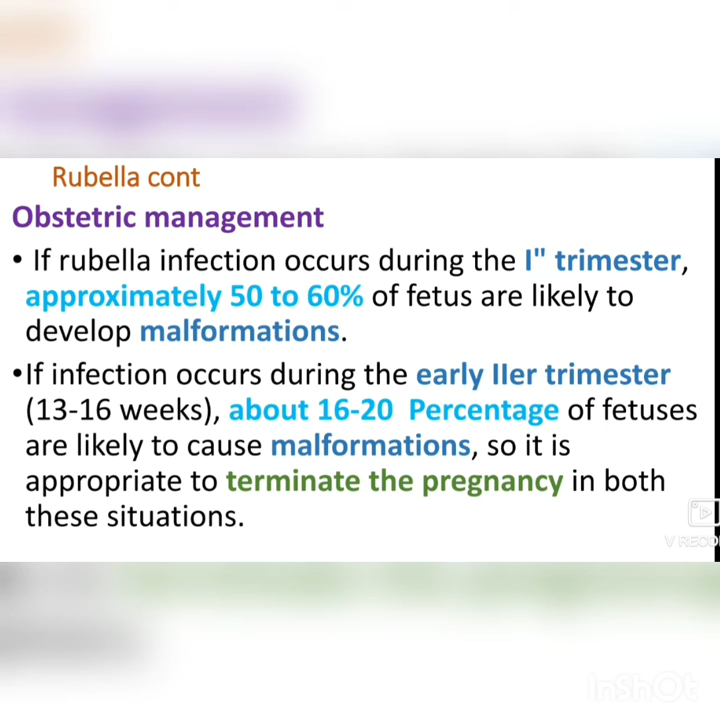 Rubella cont
Obstetric management
• If rubella infection occurs during the I" trimester,
approximately 50 to 60% of fetus are likely to
develop malformations.
•If infection occurs during the early IIer trimester
(13-16 weeks), about 16-20 Percentage of fetuses
are likely to cause malformations, so it is
appropriate to terminate the pregnancy in both
these situations.
V RECO
InShOt